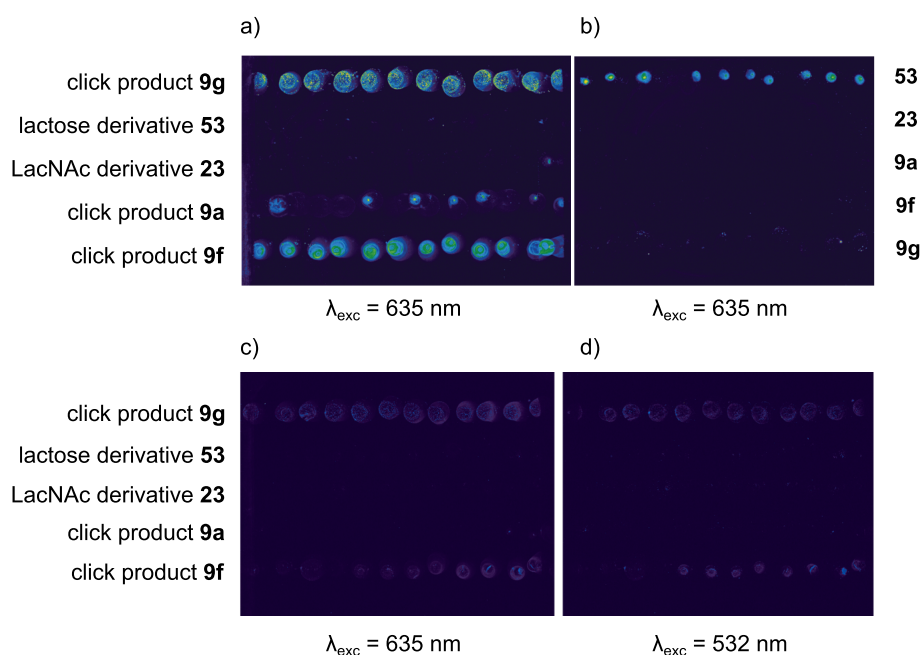 a)
b)
click product 9g
lactose derivative 53
LacNAc derivative 23
click product 9a
click product 9f
53
23
9a
9f
9g
λexc = 635 nm
λexc = 635 nm
c)
d)
click product 9g
lactose derivative 53
LacNAc derivative 23
click product 9a
click product 9f
λexc = 635 nm
λexc = 532 nm